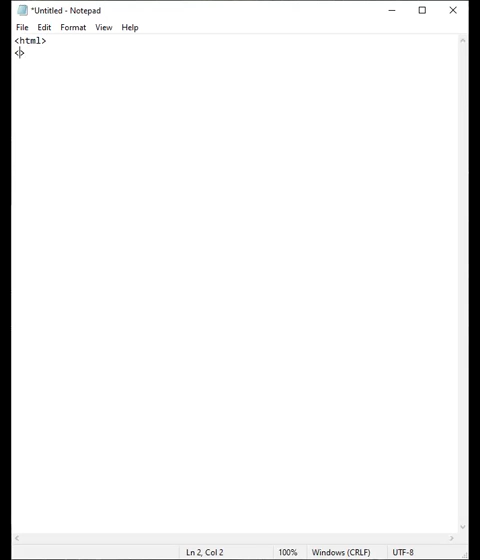 *Untitled - Notepad
File Edit Format View Help
<html>
<>
Ln 2, Col 2 100% Windows (CRLF) UTF-8